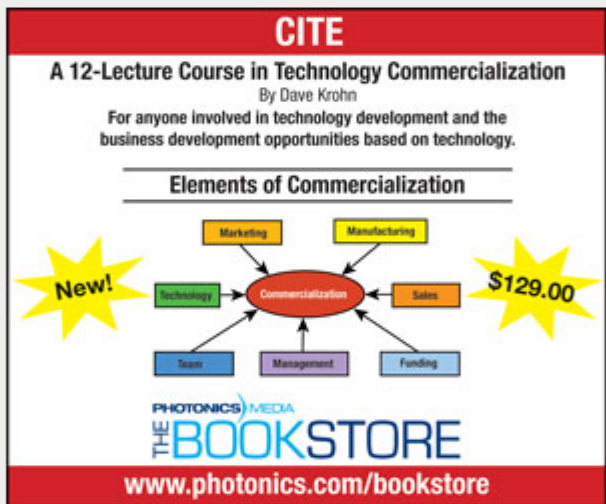 CITE
A 12-Lecture Course in Technology Commercialization
By Dave Krohn
For anyone involved in technology development and the
business development opportunities based on technology.
Elements of Commercialization
Marketing
Manufacturing
New!
Technology
Commercialization
Sales
$129.00
Team
Management
Funding
PHOTONICS MEDIA
THE BOOKSTORE
www.photonics.com/bookstore